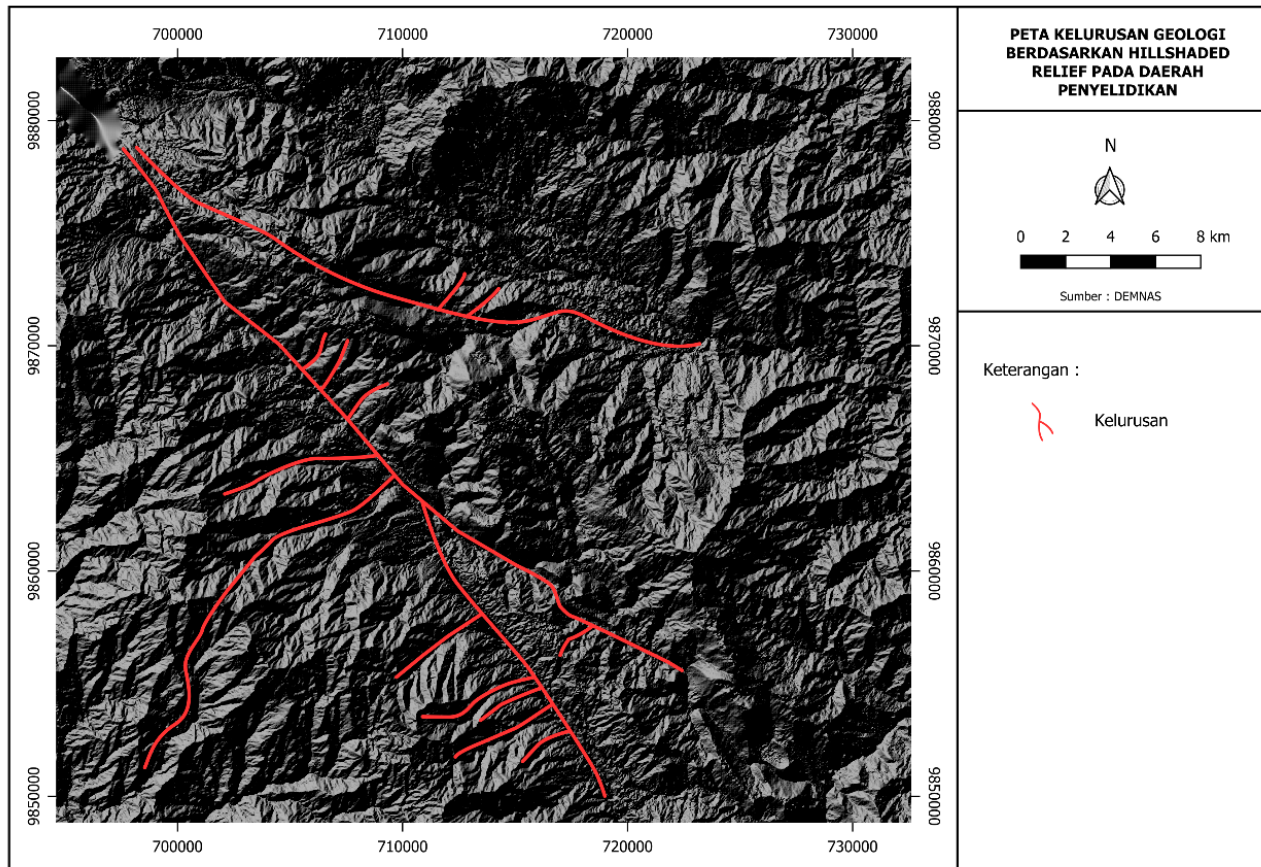 700000 710000 720000 730000
9880000
9870000
9860000
9850000
9880000
9870000
9860000
9850000
700000 710000 720000 730000
PETA KELURUSAN GEOLOGI
BERDASARKAN HILLSHADED
RELIEF PADA DAERAH
PENYELIDIKAN
N
0 2 4 6 8 km
Sumber : DEMNAS
Keterangan :
Kelurusan